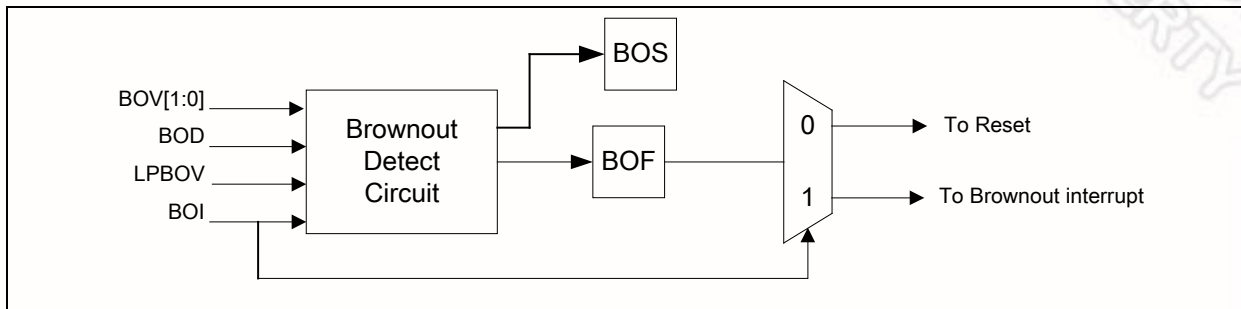 BOV[1:0]
BOD
LPBOV
BOI
Brownout
Detect
Circuit
BOS
BOF
0
1
To Reset
To Brownout interrupt